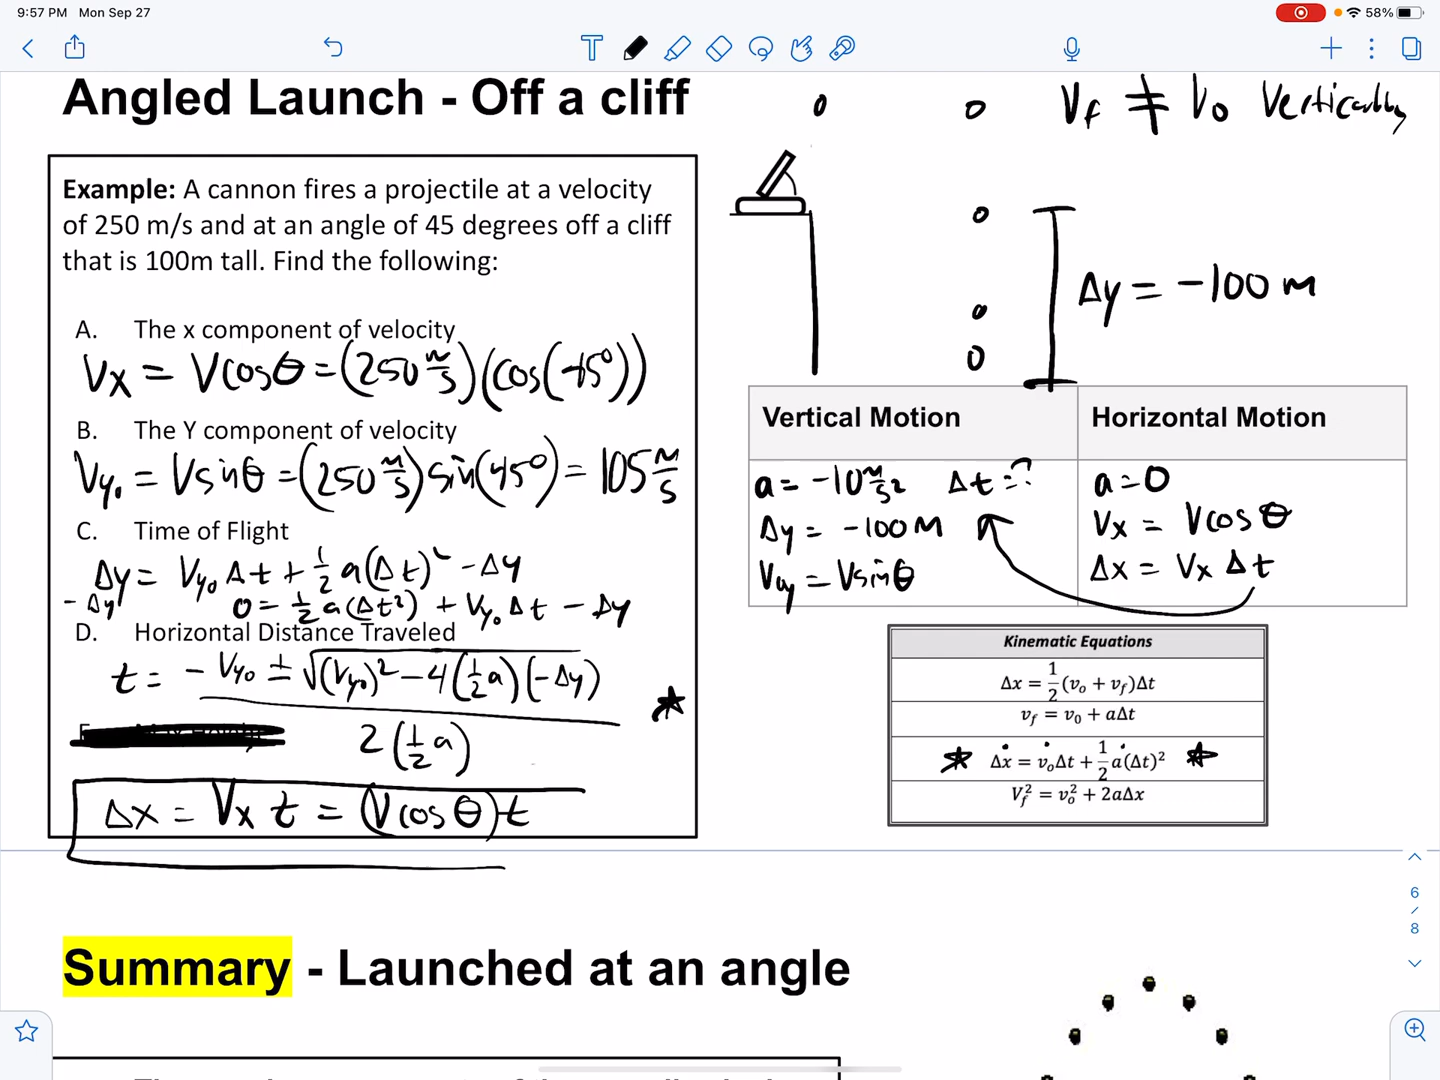 9:57 PM Mon Sep 27
58%
Angled Launch - Off a cliff
Vf ≠ V0 Vertically
Example: A cannon fires a projectile at a velocity
of 250 m/s and at an angle of 45 degrees off a cliff
that is 100m tall. Find the following:
A. The x component of velocity
Vx = Vcosθ = (250 m/s)(cos(45°))
B. The Y component of velocity
Vy0 = Vsinθ = (250 m/s) sin(45°) = 105 m/s
C. Time of Flight
Δy = Vy0 Δt + 1/2 a(Δt)² - Δy
-Δy 0 = 1/2 a(Δt²) + Vy0 Δt - Δy
D. Horizontal Distance Traveled
t = -Vy0 ± √(Vy0)² - 4(1/2 a)(-Δy)
2(1/2 a)
Δx = Vx t = (Vcosθ)t
Δy = -100 m
Vertical Motion
a = -10 m/s² Δt = ?
Δy = -100 M
V0y = Vsinθ
Horizontal Motion
a = 0
Vx = Vcosθ
Δx = Vx Δt
Kinematic Equations
Δx = 1/2 (vo + vf)Δt
vf = v0 + aΔt
Δx = voΔt + 1/2 a(Δt)²
Vf² = vo² + 2aΔx
6
/
8
Summary - Launched at an angle